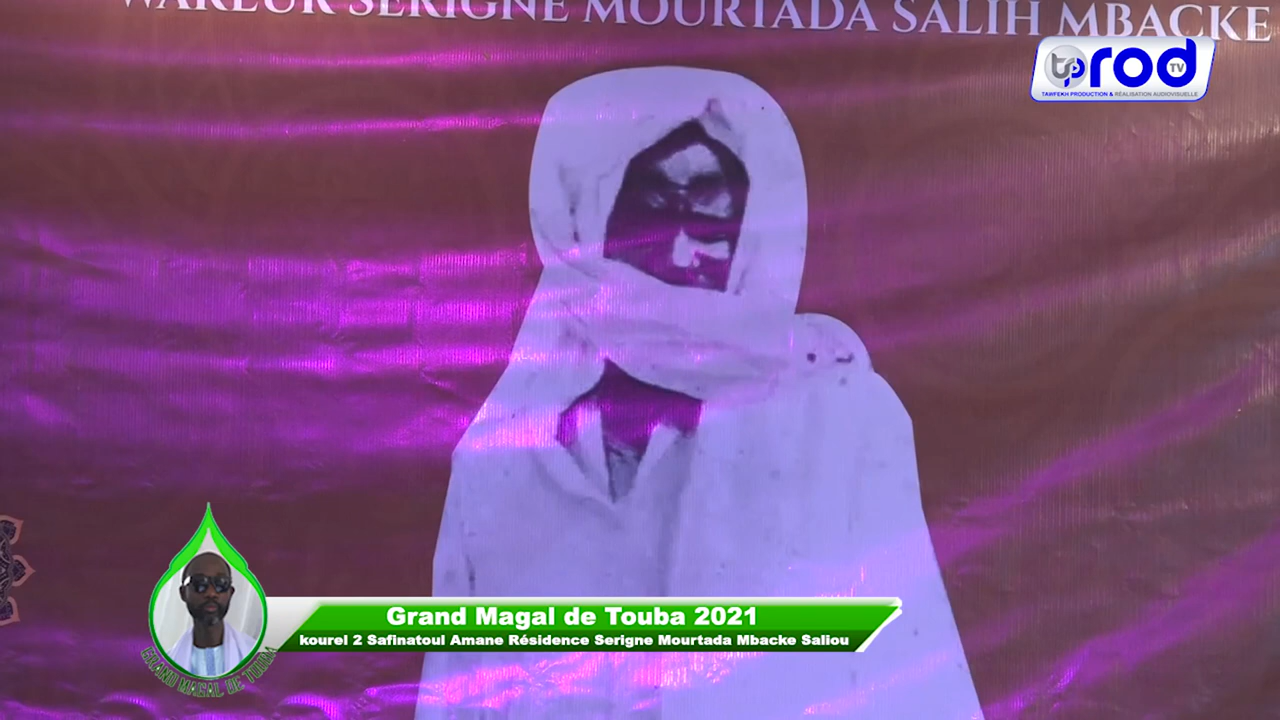 WAKEUR SERIGNE MOURTADA SALIH MBACKE
tp rod TV
TAWFEKH PRODUCTION & RÉALISATION AUDIOVISUELLE
Grand Magal de Touba 2021
kourel 2 Safinatoul Amane Résidence Serigne Mourtada Mbacke Saliou
GRAND MAGAL DE TOUBA